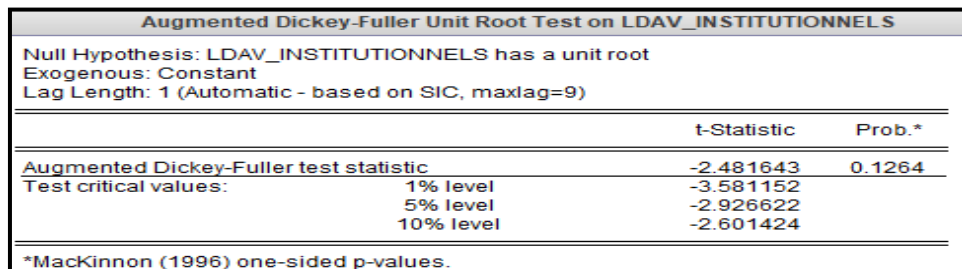 Augmented Dickey-Fuller Unit Root Test on LDAV_INSTITUTIONNELS
Null Hypothesis: LDAV_INSTITUTIONNELS has a unit root
Exogenous: Constant
Lag Length: 1 (Automatic - based on SIC, maxlag=9)
t-Statistic Prob.*
Augmented Dickey-Fuller test statistic -2.481643 0.1264
Test critical values: 1% level -3.581152
5% level -2.926622
10% level -2.601424
*MacKinnon (1996) one-sided p-values.